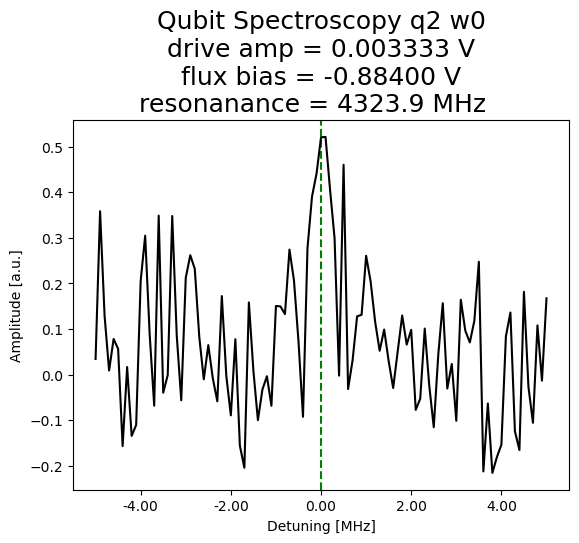 Qubit Spectroscopy q2 w0
drive amp = 0.003333 V
flux bias = -0.88400 V
resonanance = 4323.9 MHz
Amplitude [a.u.]
0.5
0.4
0.3
0.2
0.1
0.0
-0.1
-0.2
-4.00 -2.00 0.00 2.00 4.00
Detuning [MHz]